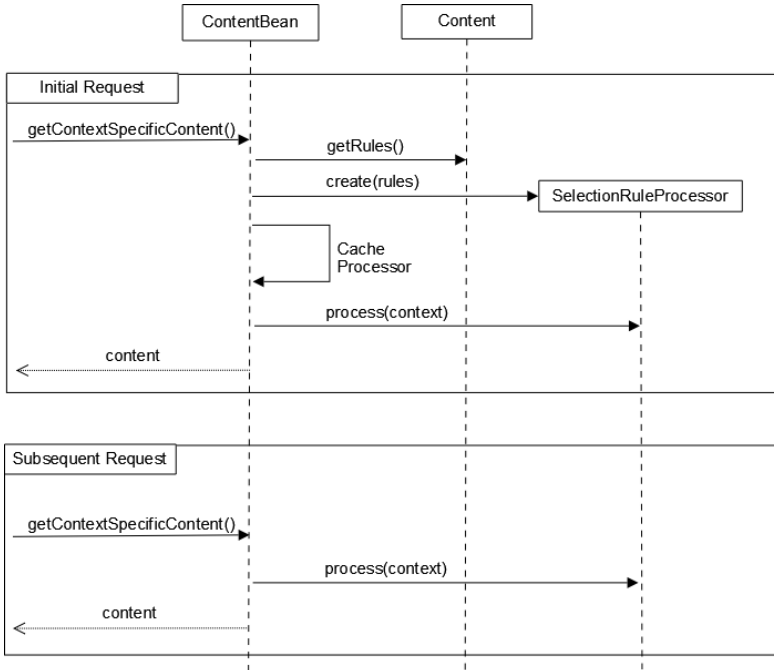 ContentBean
Content
Initial Request
getContextSpecificContent()
getRules()
create(rules)
SelectionRuleProcessor
Cache
Processor
process(context)
content
Subsequent Request
getContextSpecificContent()
process(context)
content